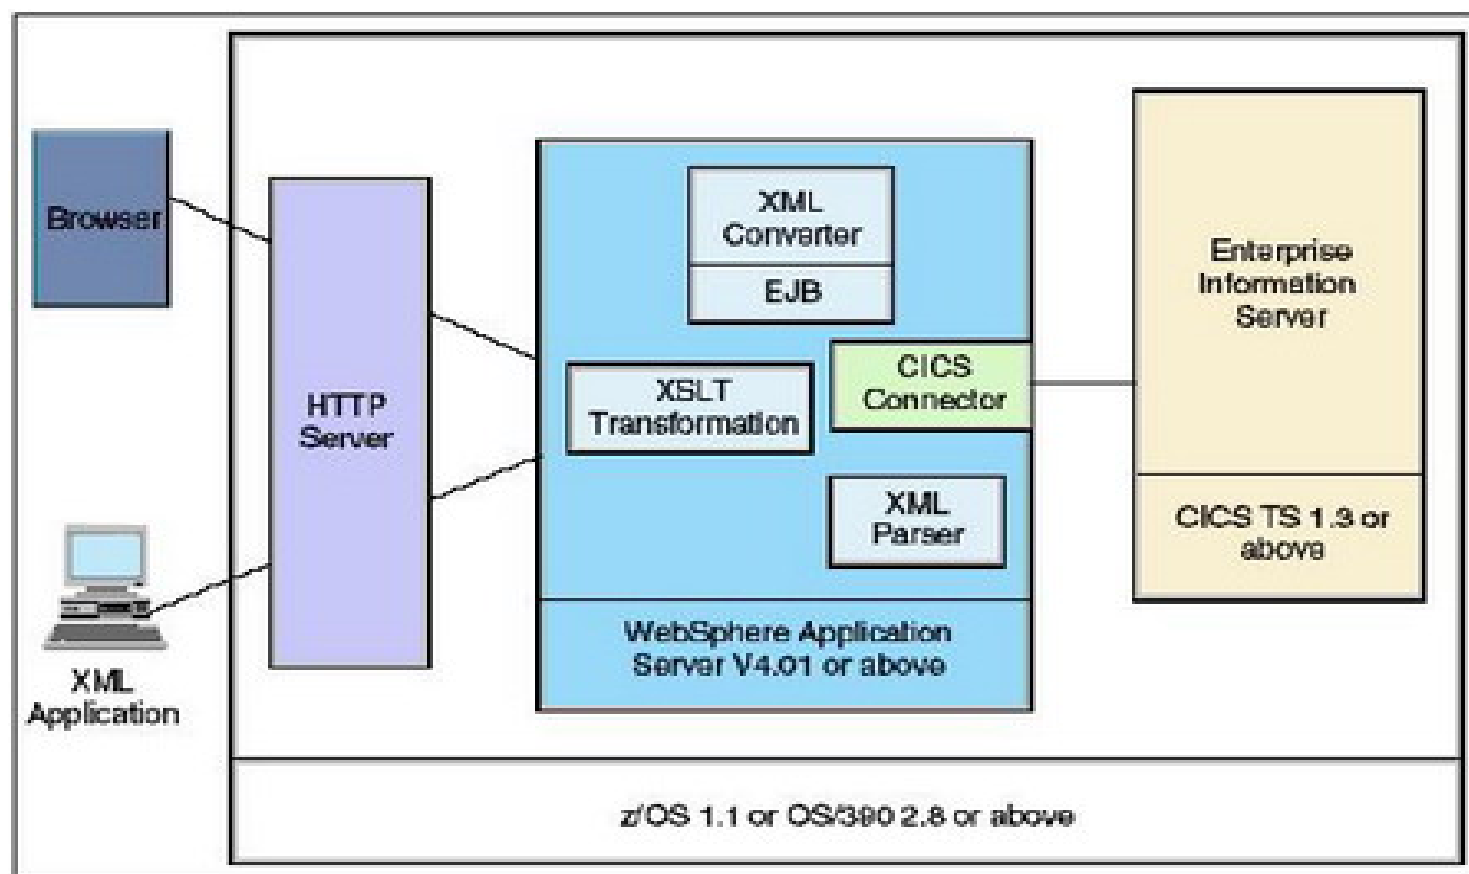 Browser
XML
Application
HTTP
Server
XML
Converter
EJB
XSLT
Transformation
CICS
Connector
XML
Parser
WebSphere Application
Server V4.01 or above
Enterprise
Information
Server
CICS TS 1.3 or
above
z/OS 1.1 or OS/390 2.8 or above